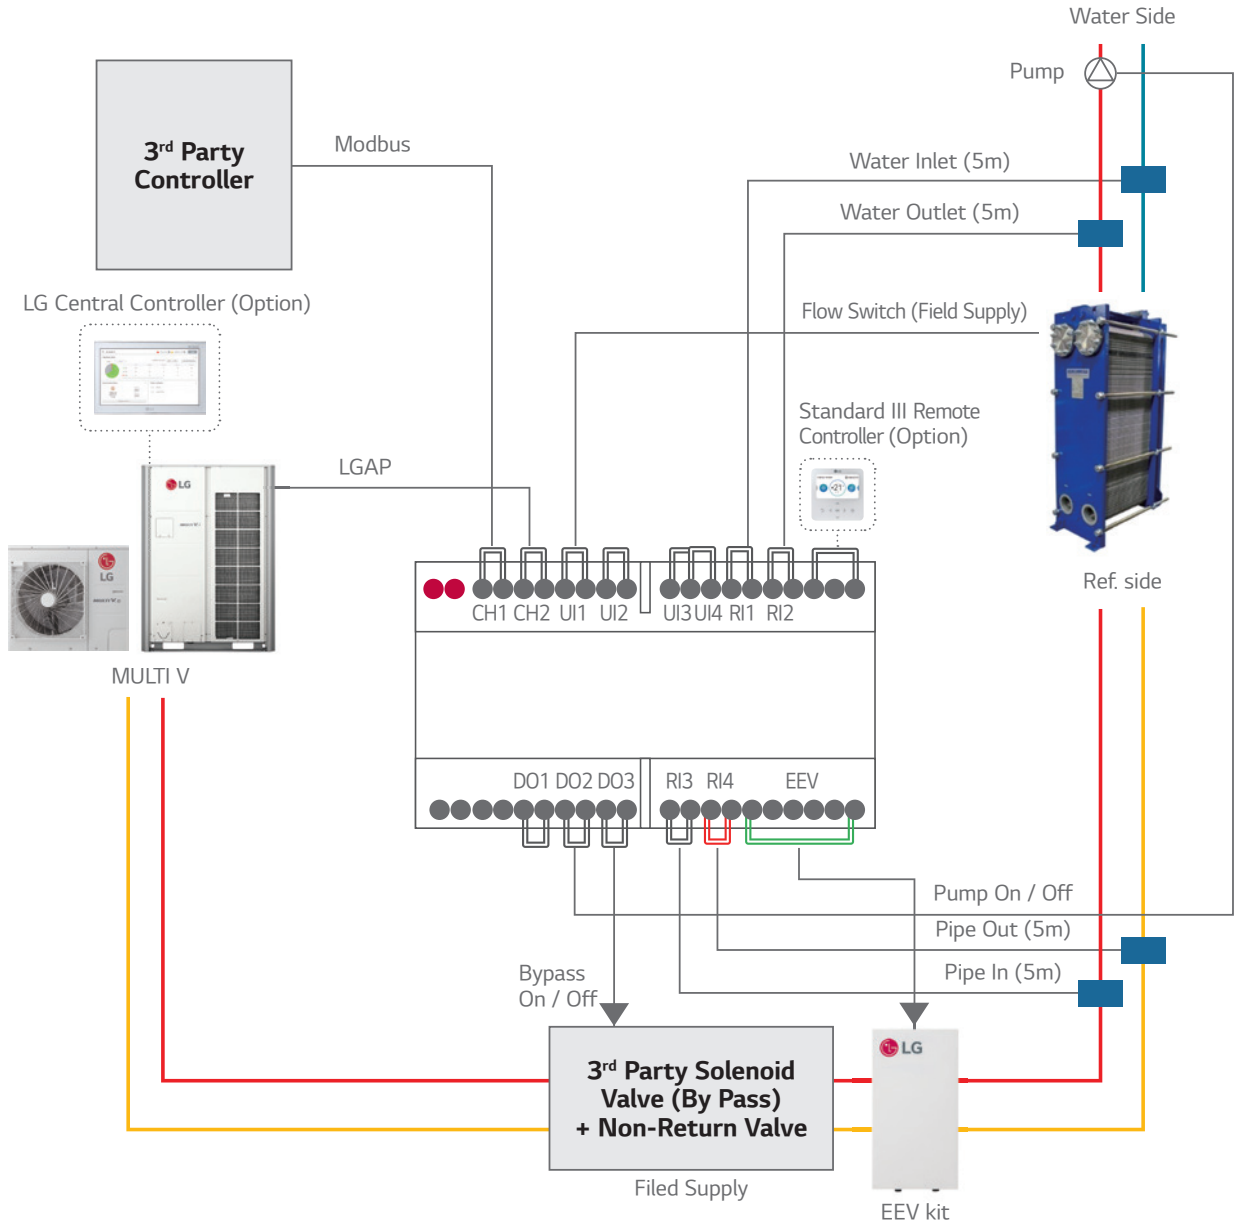 Water Side
Pump
3rd Party
Controller
Modbus
Water Inlet (5m)
Water Outlet (5m)
LG Central Controller (Option)
Flow Switch (Field Supply)
Standard III Remote
Controller (Option)
LGAP
LG
LG
MULTI V
Ref. side
CH1 CH2 UI1 UI2 UI3 UI4 RI1 RI2
DO1 DO2 DO3 RI3 RI4 EEV
Pump On / Off
Pipe Out (5m)
Pipe In (5m)
Bypass
On / Off
3rd Party Solenoid
Valve (By Pass)
+ Non-Return Valve
LG
Filed Supply
EEV kit